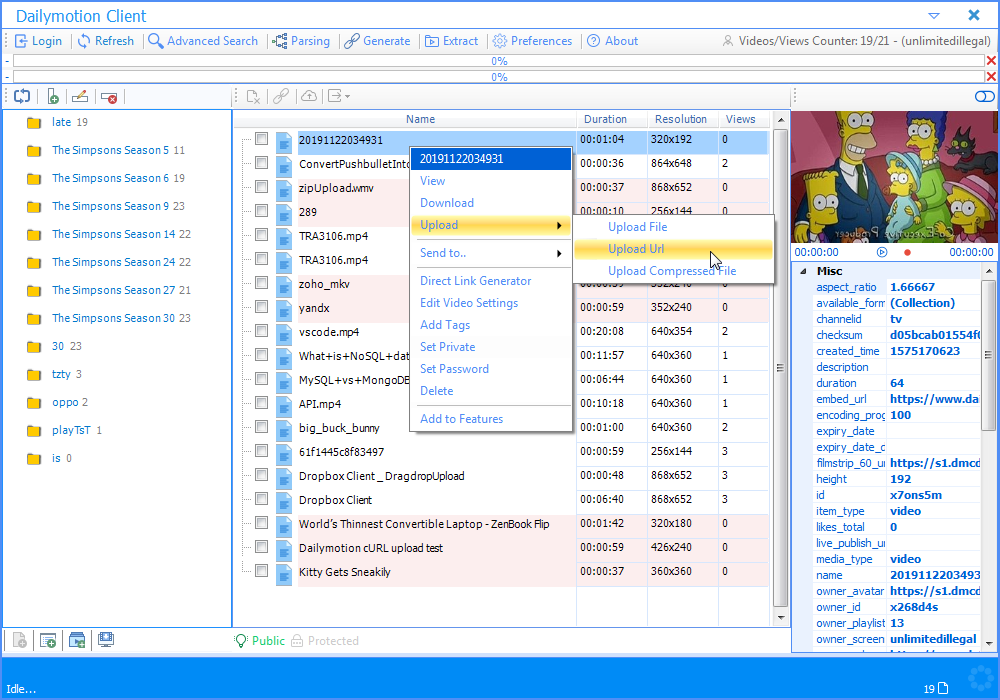 Dailymotion Client
Login Refresh Advanced Search Parsing Generate Extract Preferences About Videos/Views Counter: 19/21 - (unlimitedillegal)
- 0%
- 0%
late 19
The Simpsons Season 5 11
The Simpsons Season 6 19
The Simpsons Season 9 23
The Simpsons Season 14 22
The Simpsons Season 24 22
The Simpsons Season 27 21
The Simpsons Season 30 23
30 23
tzty 3
oppo 2
playTsT 1
is 0
Name Duration Resolution Views
20191122034931 00:01:04 320x192 0
ConvertPushbulletInto 00:00:36 864x648 2
zipUpload.wmv 00:00:37 868x652 0
289 00:00:10 256x144 0
TRA3106.mp4
TRA3106.mp4
zoho_mkv 00:00:59 352x240 0
yandx 00:00:59 352x240 0
vscode.mp4 00:20:08 640x354 2
What+is+NoSQL+dat 00:11:57 640x360 1
MySQL+vs+MongoDB 00:06:44 640x360 1
API.mp4 00:10:18 640x360 1
big_buck_bunny 00:01:00 640x360 2
61f1445c8f83497 00:00:59 256x144 3
Dropbox Client _ DragdropUpload 00:00:48 868x652 3
Dropbox Client 00:06:40 868x652 3
World's Thinnest Convertible Laptop - ZenBook Flip 00:01:42 320x180 0
Dailymotion cURL upload test 00:00:59 426x240 0
Kitty Gets Sneakily 00:00:37 360x360 0
20191122034931
View
Download
Upload
Send to..
Direct Link Generator
Edit Video Settings
Add Tags
Set Private
Set Password
Delete
Add to Features
Upload File
Upload Url
Upload Compressed File
Producer
00:00:00 00:00:00
Misc
aspect_ratio 1.66667
available_form (Collection)
channelid tv
checksum d05bcab01554f0
created_time 1575170623
description
duration 64
embed_url https://www.dai
encoding_prog 100
expiry_date
expiry_date_d
filmstrip_60_u https://s1.dmcd
height 192
id x7ons5m
item_type video
likes_total 0
live_publish_u
media_type video
name 2019112203493
owner_avatar https://s1.dmcd
owner_id x268d4s
owner_playlist 13
owner_screen unlimitedillegal
Public Protected
Idle... 19